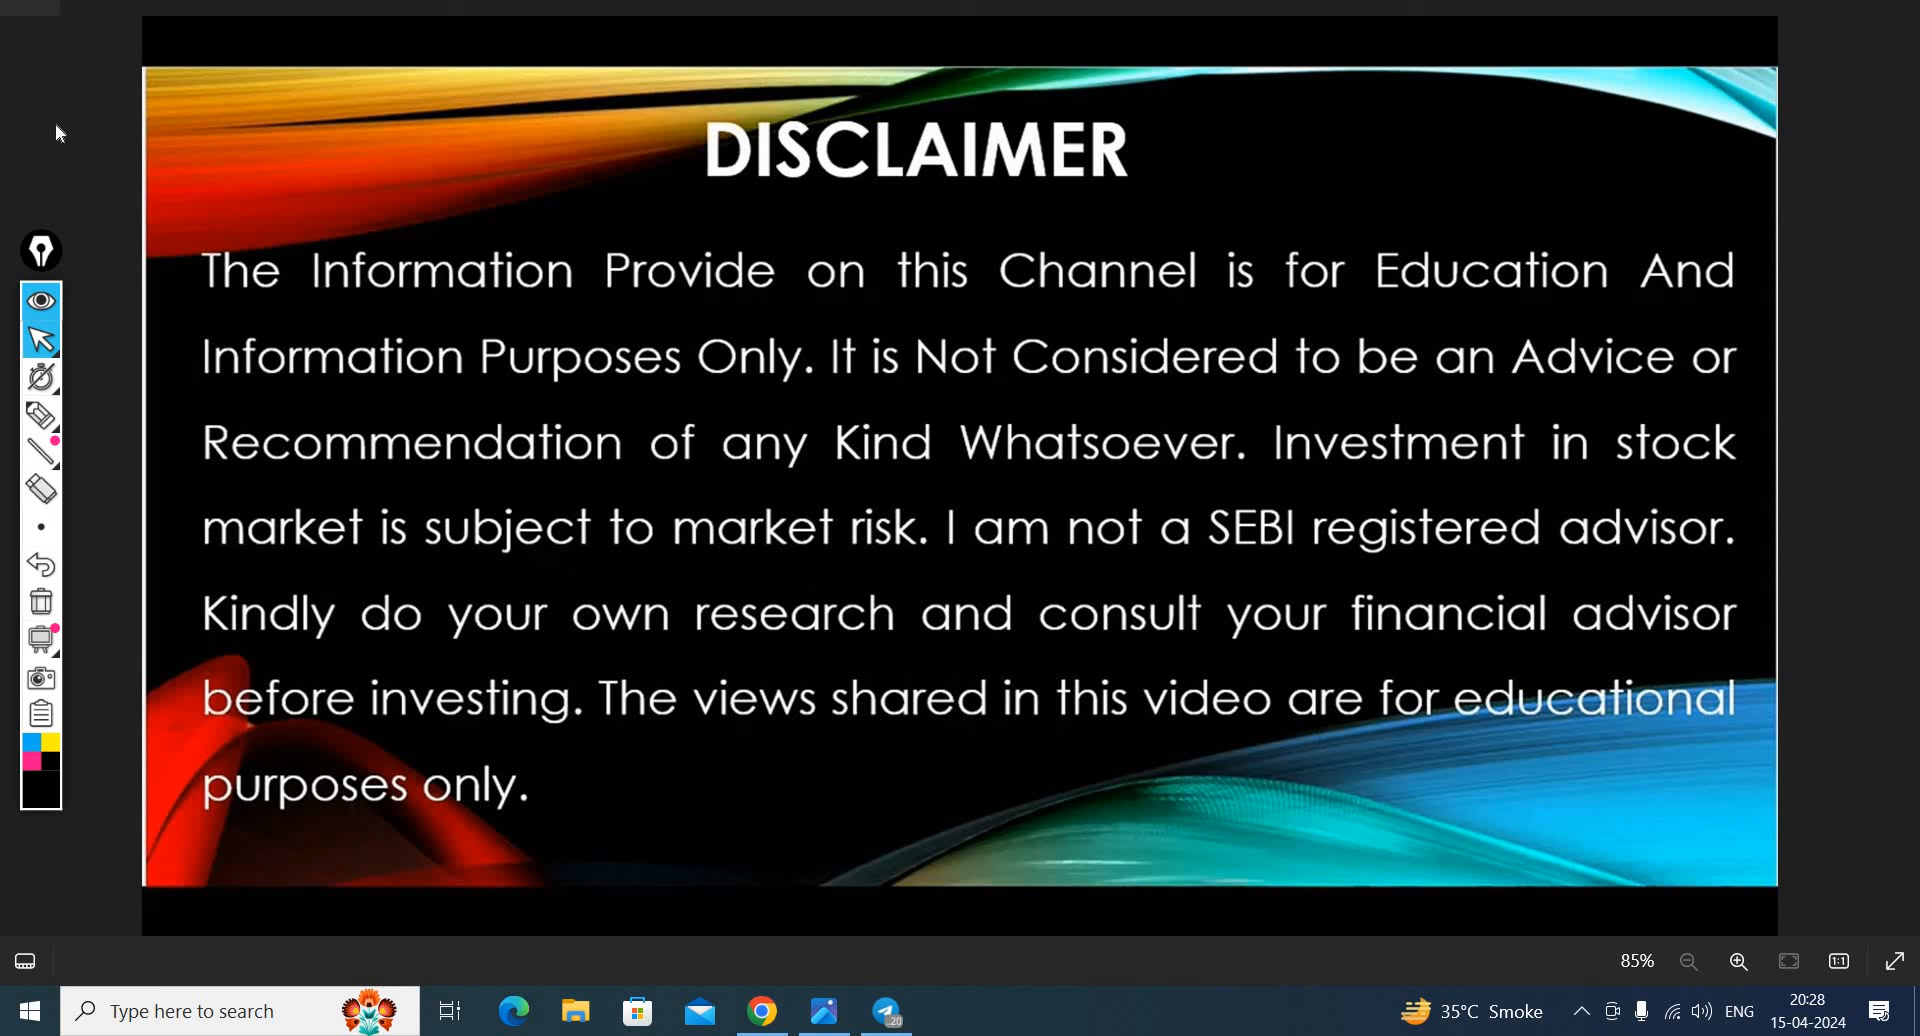 DISCLAIMER
The Information Provide on this Channel is for Education And
Information Purposes Only. It is Not Considered to be an Advice or
Recommendation of any Kind Whatsoever. Investment in stock
market is subject to market risk. I am not a SEBI registered advisor.
Kindly do your own research and consult your financial advisor
before investing. The views shared in this video are for educational
purposes only.
85%
1:1
Type here to search
20
35°C Smoke
ENG
20:28
15-04-2024